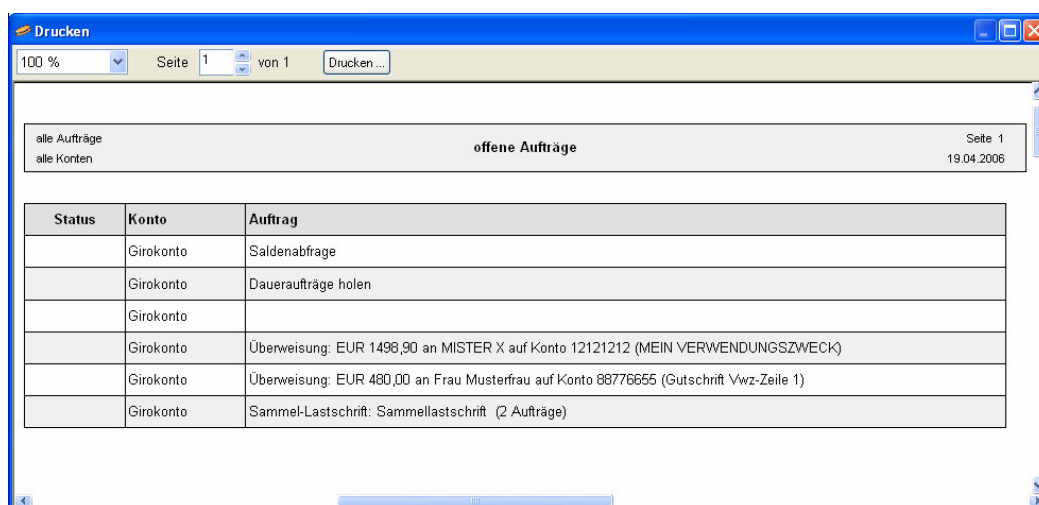 Drucken
100 % Seite 1 von 1 Drucken ...
alle Aufträge offene Aufträge Seite 1
alle Konten 19.04.2006
Status Konto Auftrag
Girokonto Saldenabfrage
Girokonto Daueraufträge holen
Girokonto
Girokonto Überweisung: EUR 1498,90 an MISTER X auf Konto 12121212 (MEIN VERWENDUNGSZWECK)
Girokonto Überweisung: EUR 480,00 an Frau Musterfrau auf Konto 88776655 (Gutschrift Vwz-Zeile 1)
Girokonto Sammel-Lastschrift: Sammellastschrift (2 Aufträge)